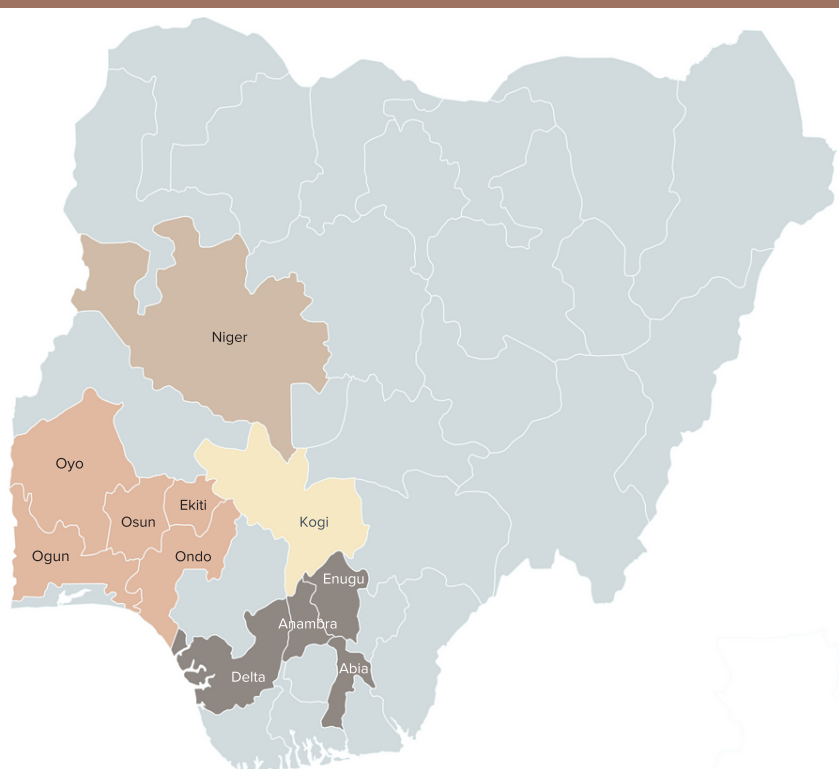 Niger
Oyo
Ekiti
Osun
Kogi
Ogun
Ondo
Enugu
Anambra
Abia
Delta